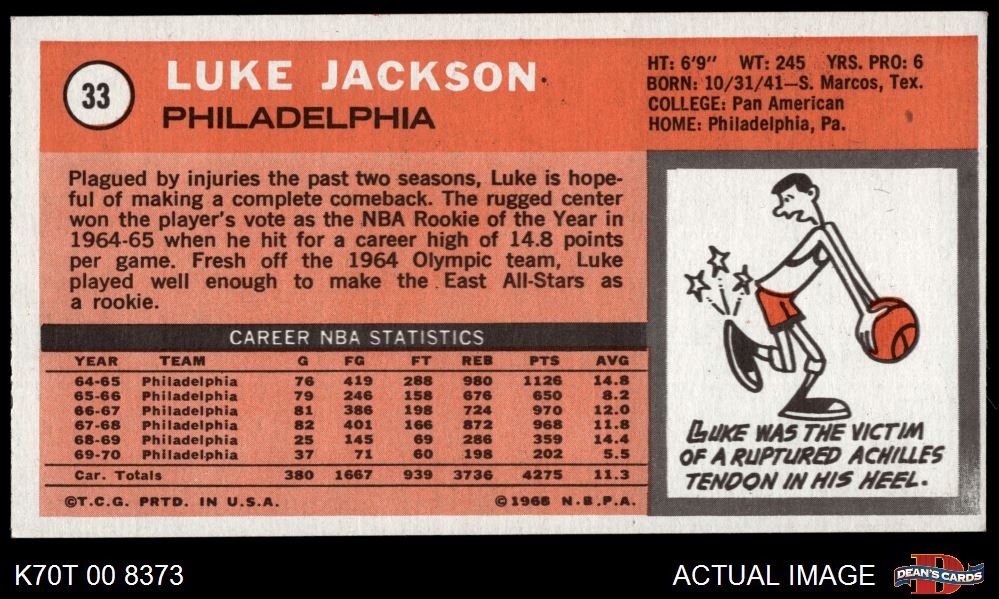 33
LUKE JACKSON
PHILADELPHIA
HT: 6'9" WT: 245 YRS. PRO: 6
BORN: 10/31/41—S. Marcos, Tex.
COLLEGE: Pan American
HOME: Philadelphia, Pa.
Plagued by injuries the past two seasons, Luke is hope-
ful of making a complete comeback. The rugged center
won the player's vote as the NBA Rookie of the Year in
1964-65 when he hit for a career high of 14.8 points
per game. Fresh off the 1964 Olympic team, Luke
played well enough to make the East All-Stars as
a rookie.
CAREER NBA STATISTICS
YEAR TEAM G FG FT REB PTS AVG
64-65 Philadelphia 76 419 288 980 1126 14.8
65-66 Philadelphia 79 246 158 676 650 8.2
66-67 Philadelphia 81 386 198 724 970 12.0
67-68 Philadelphia 82 401 166 872 968 11.8
68-69 Philadelphia 25 145 69 286 359 14.4
69-70 Philadelphia 37 71 60 198 202 5.5
Car. Totals 380 1667 939 3736 4275 11.3
©T.C.G. PRTD. IN U.S.A. ©1968 N.B.P.A.
LUKE WAS THE VICTIM
OF A RUPTURED ACHILLES
TENDON IN HIS HEEL.
K70T 00 8373
ACTUAL IMAGE
D
DEAN'S CARDS